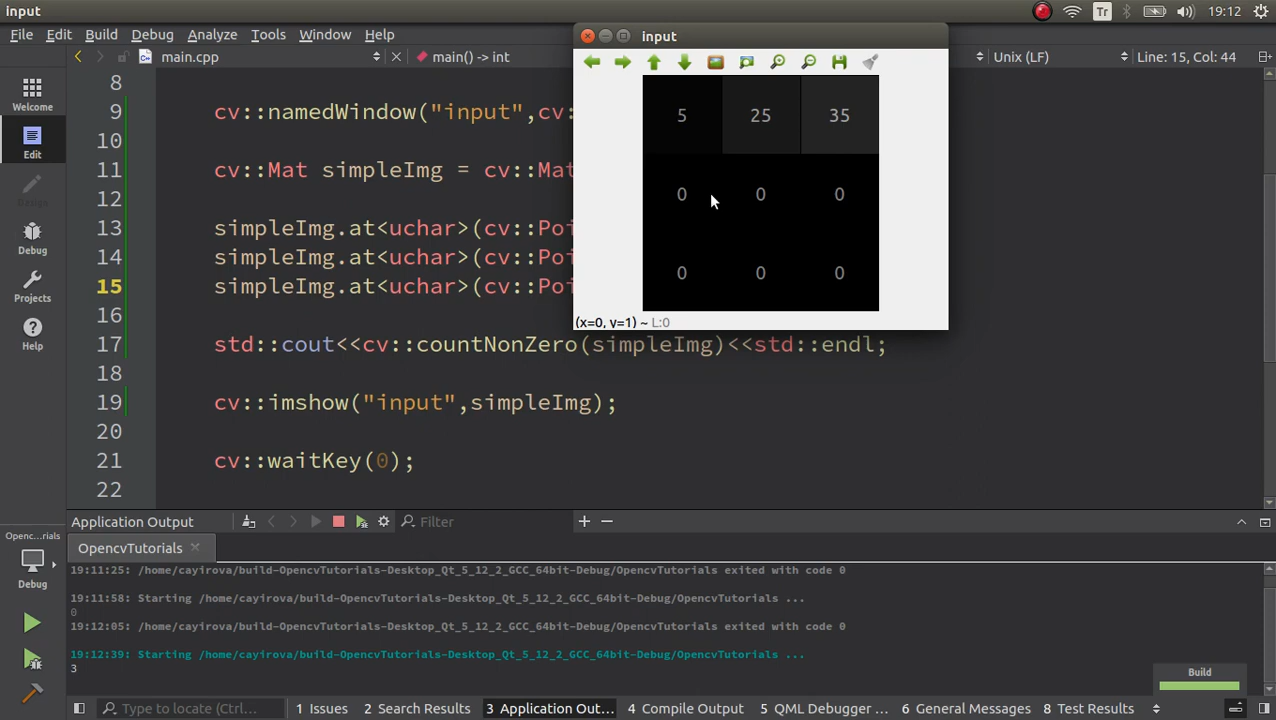 input
Tr
19:12
File Edit Build Debug Analyze Tools Window Help
main.cpp
main() -> int
Unix (LF)
Line: 15, Col: 44
input
Welcome
Edit
Design
Debug
Projects
Help
8
9 cv::namedWindow("input",cv:
10
11 cv::Mat simpleImg = cv::Mat
12
13 simpleImg.at<uchar>(cv::Poi
14 simpleImg.at<uchar>(cv::Poi
15 simpleImg.at<uchar>(cv::Poi
16
17 std::cout<<cv::countNonZero(simpleImg)<<std::endl;
18
19 cv::imshow("input",simpleImg);
20
21 cv::waitKey(0);
22
5 25 35
0 0 0
0 0 0
(x=0, y=1) ~ L:0
Application Output
Filter
OpencvTutorials
19:11:25: /home/cayirova/build-OpencvTutorials-Desktop_Qt_5_12_2_GCC_64bit-Debug/OpencvTutorials exited with code 0
19:11:58: Starting /home/cayirova/build-OpencvTutorials-Desktop_Qt_5_12_2_GCC_64bit-Debug/OpencvTutorials ...
0
19:12:05: /home/cayirova/build-OpencvTutorials-Desktop_Qt_5_12_2_GCC_64bit-Debug/OpencvTutorials exited with code 0
19:12:39: Starting /home/cayirova/build-OpencvTutorials-Desktop_Qt_5_12_2_GCC_64bit-Debug/OpencvTutorials ...
3
Openc...rials
Debug
Build
Type to locate (Ctrl+...
1 Issues
2 Search Results
3 Application Out...
4 Compile Output
5 QML Debugger ...
6 General Messages
8 Test Results